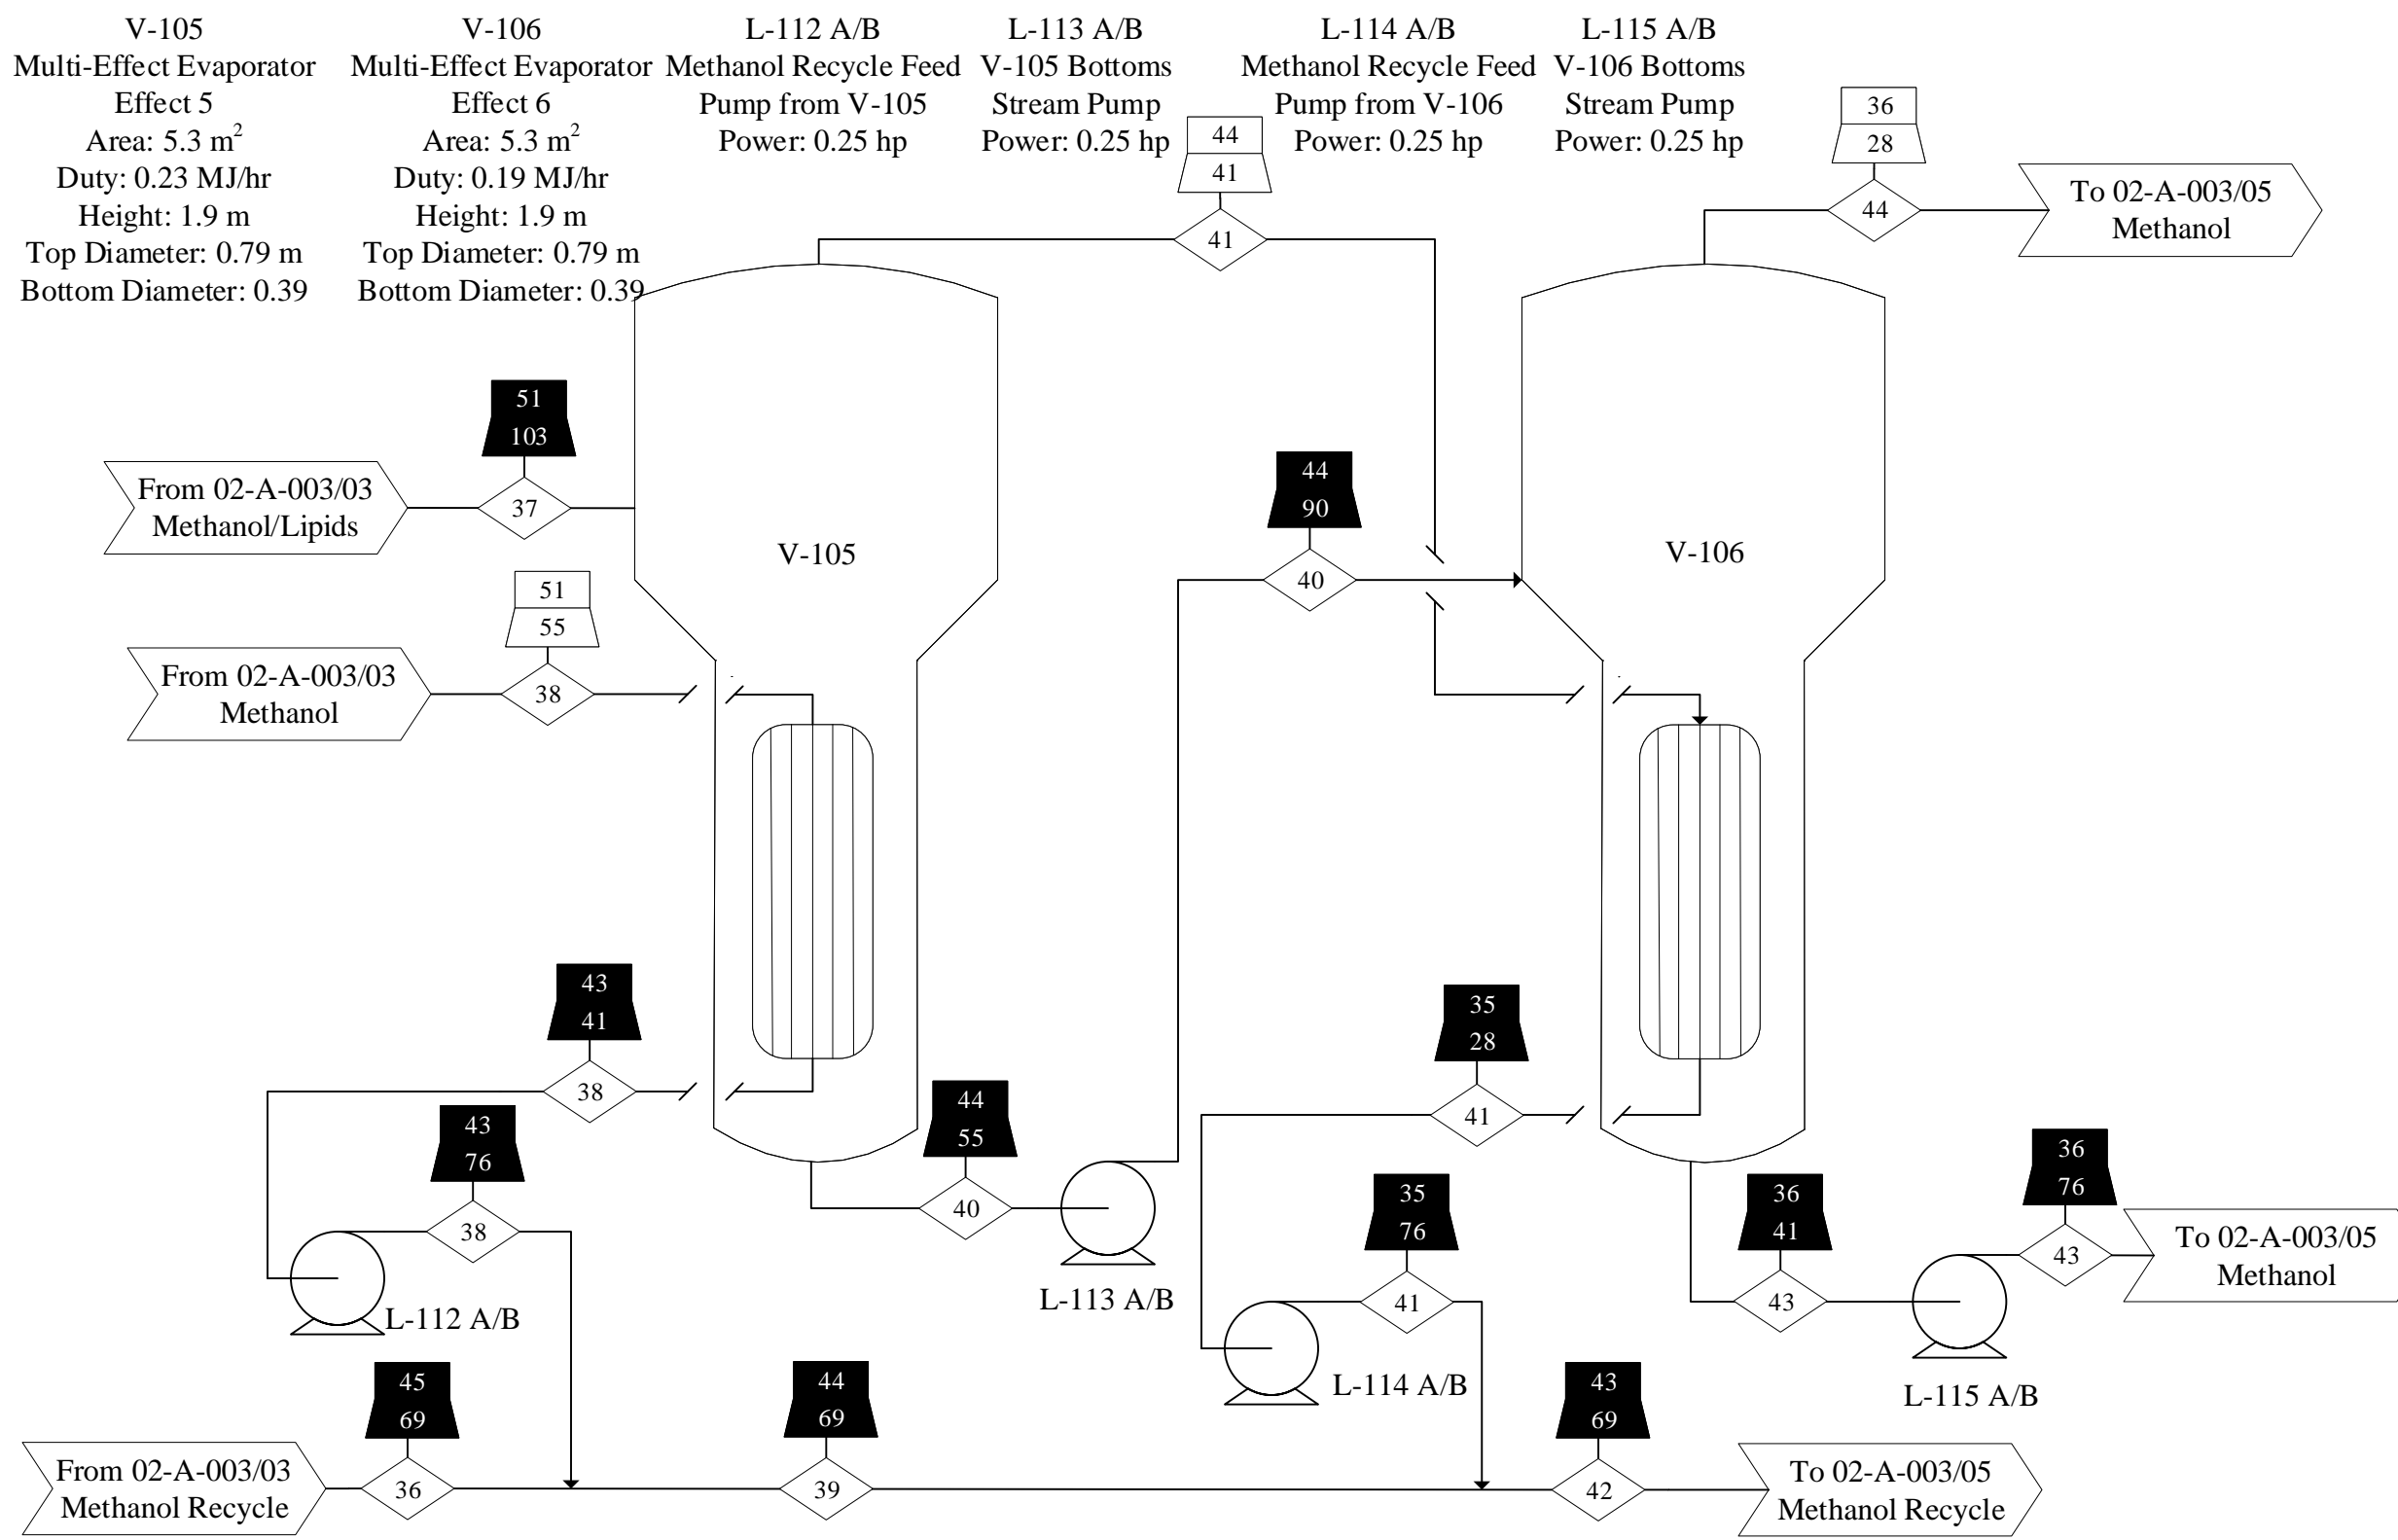 V-105
Multi-Effect Evaporator
Effect 5
Area: 5.3 m²
Duty: 0.23 MJ/hr
Height: 1.9 m
Top Diameter: 0.79 m
Bottom Diameter: 0.39
V-106
Multi-Effect Evaporator
Effect 6
Area: 5.3 m²
Duty: 0.19 MJ/hr
Height: 1.9 m
Top Diameter: 0.79 m
Bottom Diameter: 0.39
L-112 A/B
Methanol Recycle Feed
Pump from V-105
Power: 0.25 hp
L-113 A/B
V-105 Bottoms
Stream Pump
Power: 0.25 hp
L-114 A/B
Methanol Recycle Feed
Pump from V-106
Power: 0.25 hp
L-115 A/B
V-106 Bottoms
Stream Pump
Power: 0.25 hp
44
41
41
36
28
44
To 02-A-003/05
Methanol
51
103
From 02-A-003/03
Methanol/Lipids
37
V-105
44
90
40
V-106
51
55
From 02-A-003/03
Methanol
38
43
41
38
35
28
41
43
76
38
44
55
40
L-113 A/B
L-112 A/B
35
76
41
L-114 A/B
36
41
43
36
76
43
To 02-A-003/05
Methanol
L-115 A/B
45
69
From 02-A-003/03
Methanol Recycle
36
44
69
39
43
69
42
To 02-A-003/05
Methanol Recycle